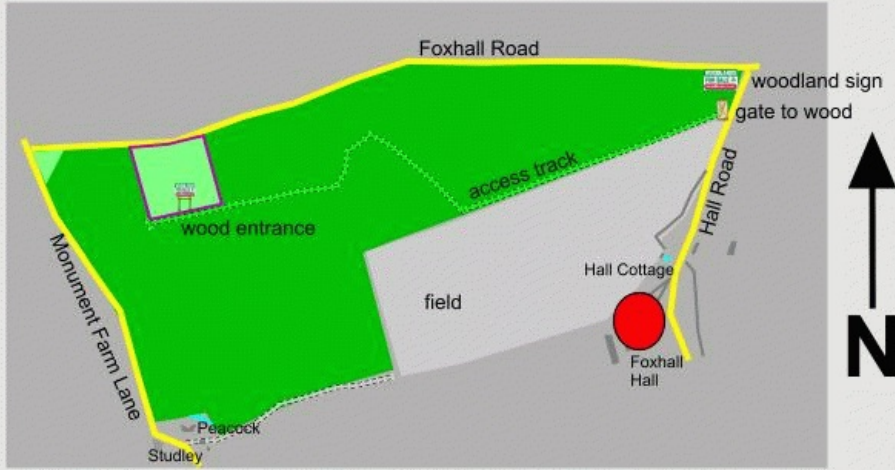 Foxhall Road
woodland sign
gate to wood
access track
Hall Road
wood entrance
Monument Farm Lane
Hall Cottage
field
N
Foxhall
Hall
Peacock
Studley